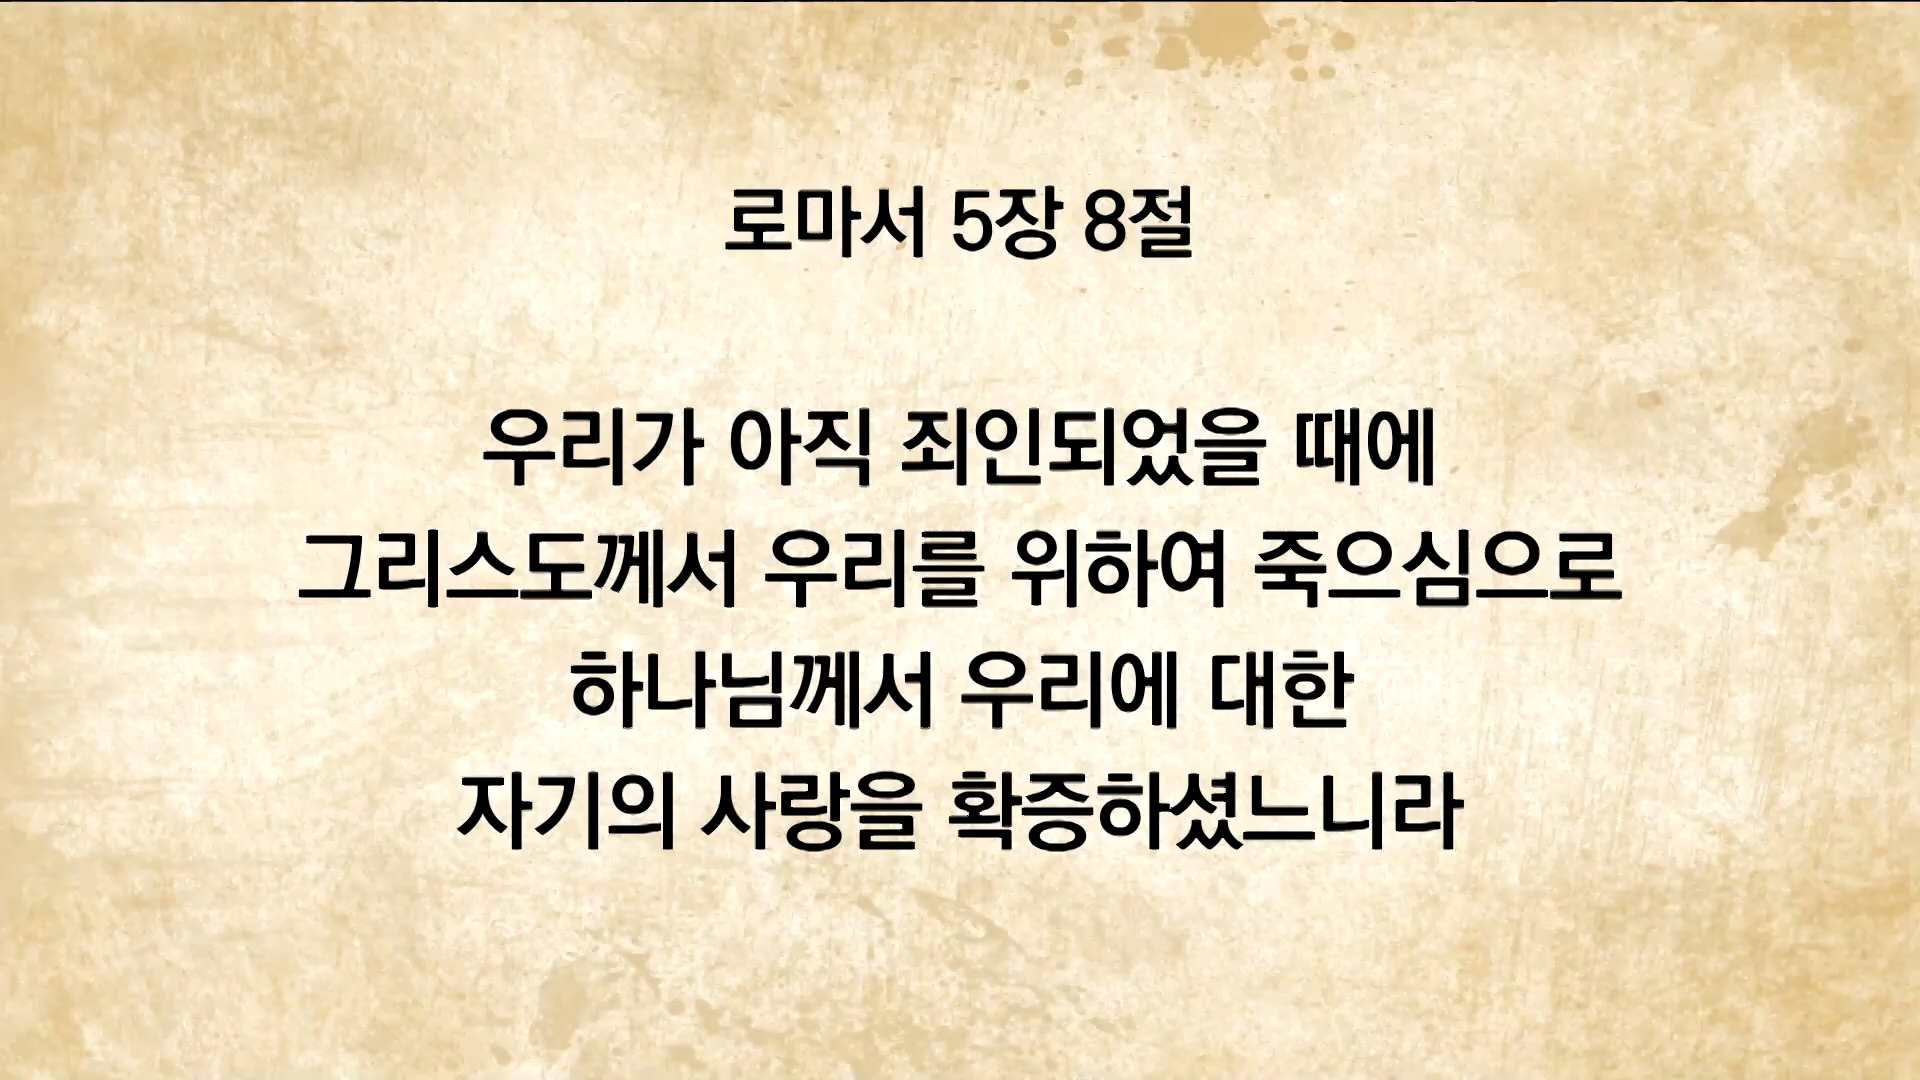 로마서 5장 8절
우리가 아직 죄인되었을 때에
그리스도께서 우리를 위하여 죽으심으로
하나님께서 우리에 대한
자기의 사랑을 확증하셨느니라